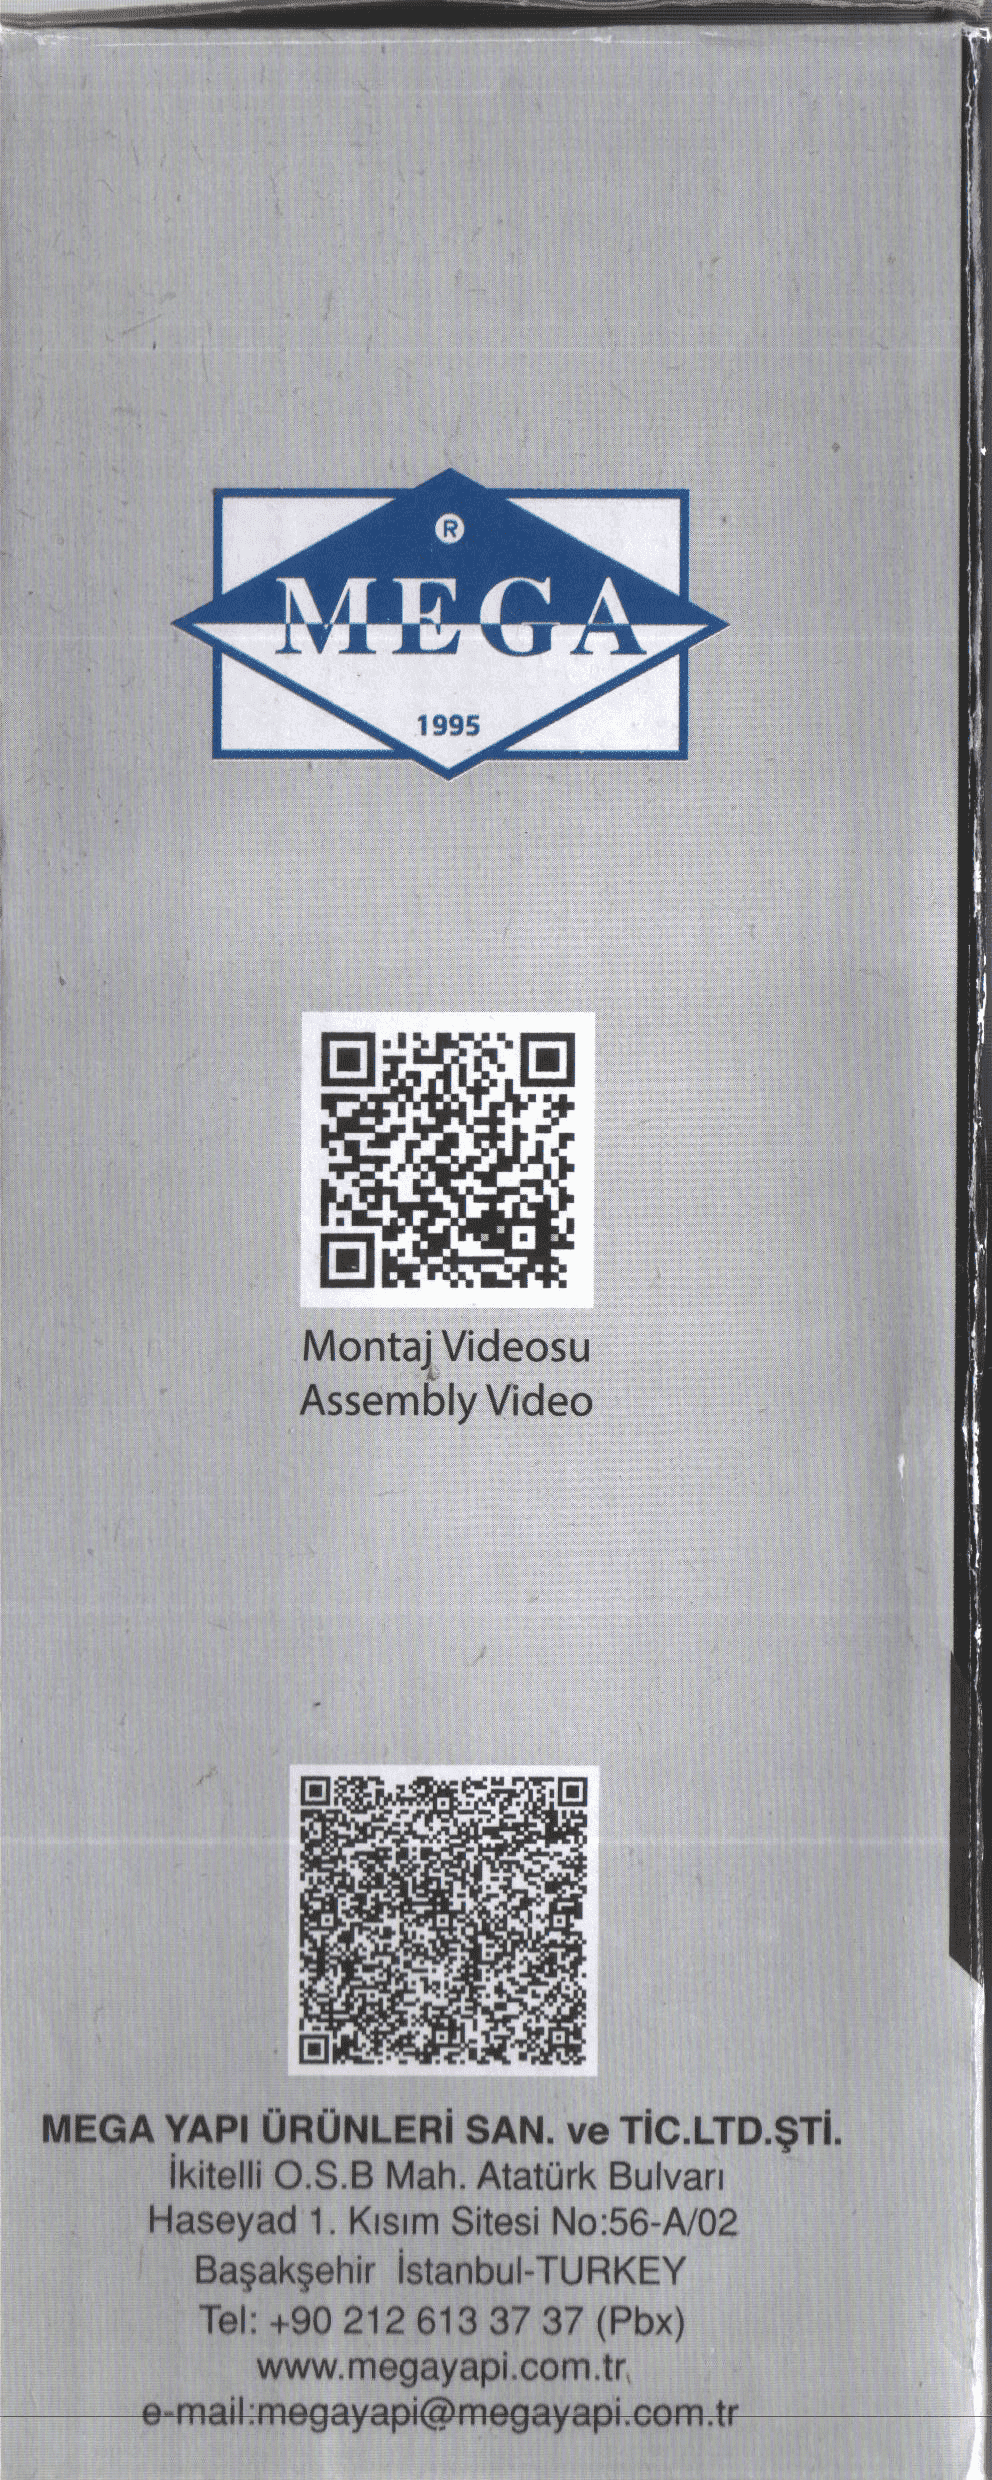 ®
MEGA
1995
Montaj Videosu
Assembly Video
MEGA YAPI ÜRÜNLERİ SAN. ve TİC.LTD.ŞTİ.
İkitelli O.S.B Mah. Atatürk Bulvarı
Haseyad 1. Kısım Sitesi No:56-A/02
Başakşehir İstanbul-TURKEY
Tel: +90 212 613 37 37 (Pbx)
www.megayapi.com.tr
e-mail:megayapi@megayapi.com.tr